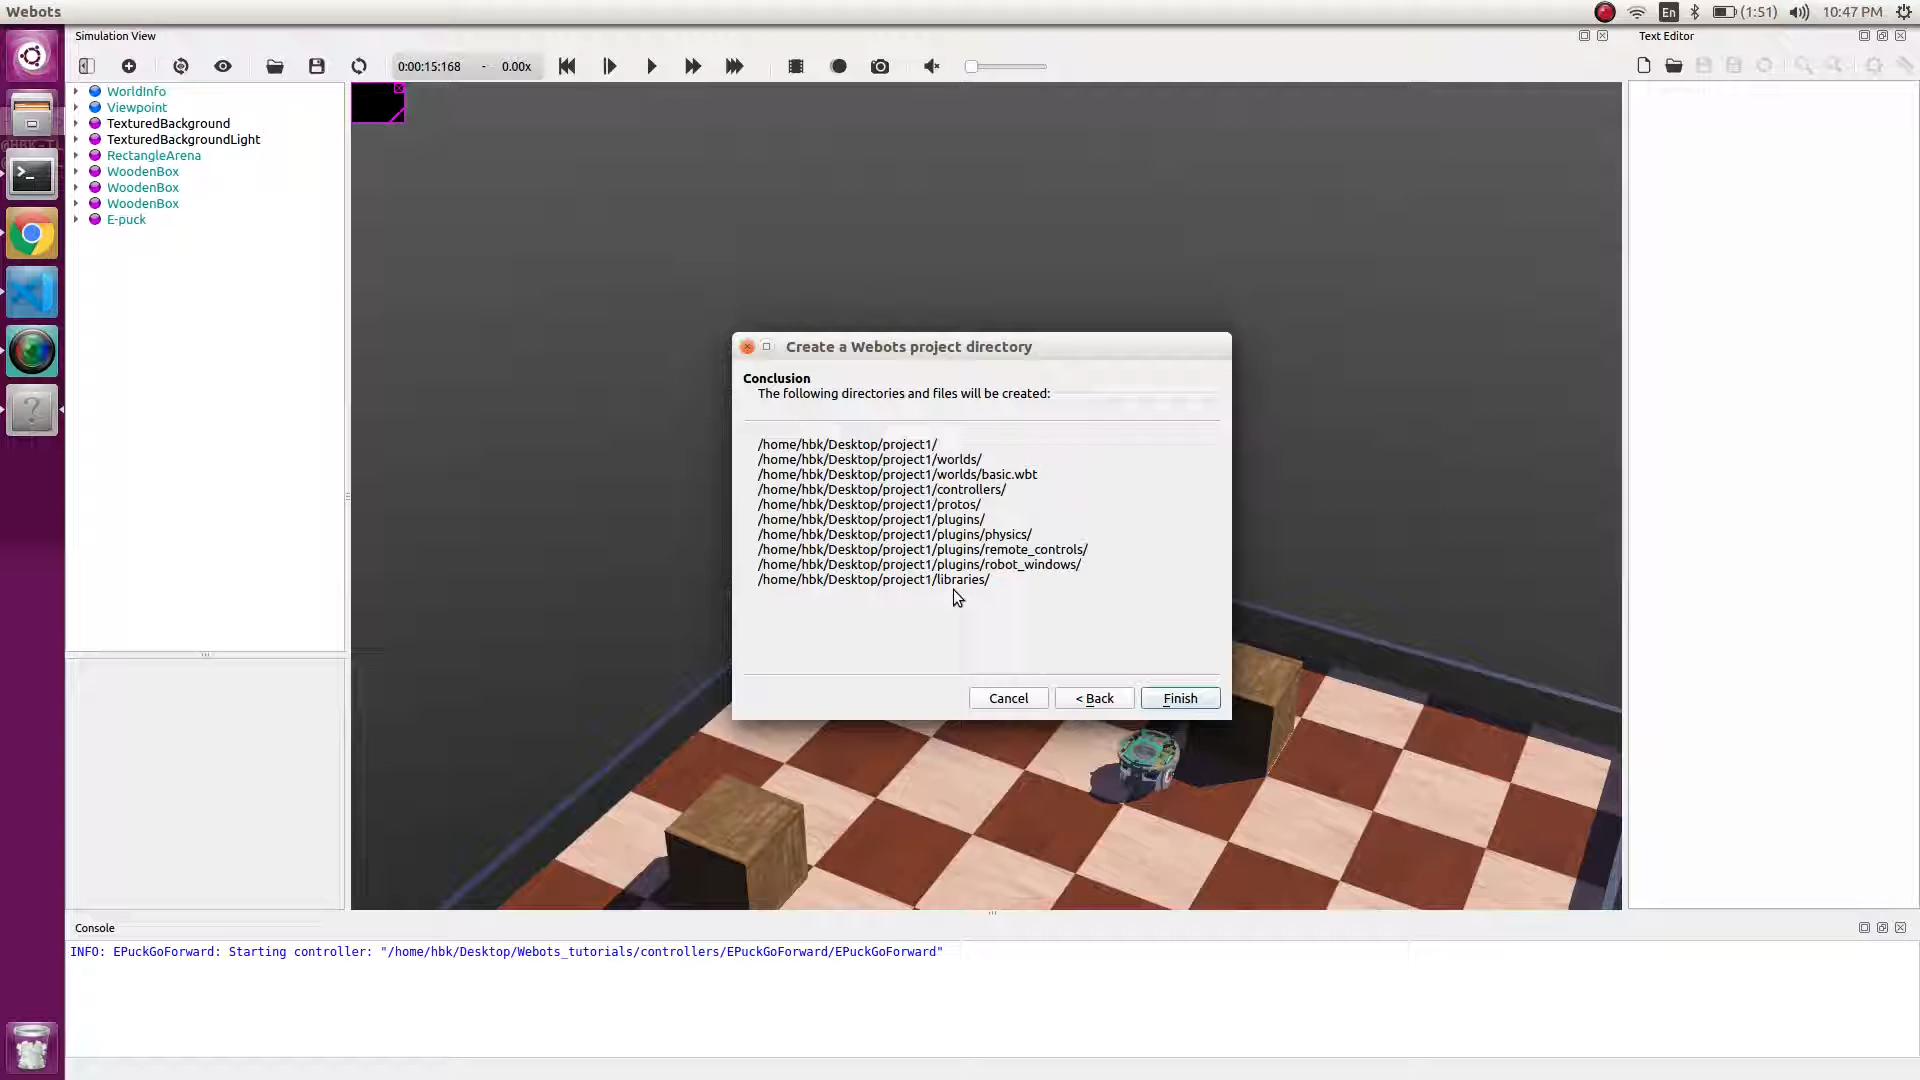 Webots
En
(1:51)
10:47 PM
Simulation View
Text Editor
0:00:15:168 - 0.00x
WorldInfo
Viewpoint
TexturedBackground
TexturedBackgroundLight
RectangleArena
WoodenBox
WoodenBox
WoodenBox
E-puck
Create a Webots project directory
Conclusion
The following directories and files will be created:
/home/hbk/Desktop/project1/
/home/hbk/Desktop/project1/worlds/
/home/hbk/Desktop/project1/worlds/basic.wbt
/home/hbk/Desktop/project1/controllers/
/home/hbk/Desktop/project1/protos/
/home/hbk/Desktop/project1/plugins/
/home/hbk/Desktop/project1/plugins/physics/
/home/hbk/Desktop/project1/plugins/remote_controls/
/home/hbk/Desktop/project1/plugins/robot_windows/
/home/hbk/Desktop/project1/libraries/
Cancel
< Back
Finish
Console
INFO: EPuckGoForward: Starting controller: "/home/hbk/Desktop/Webots_tutorials/controllers/EPuckGoForward/EPuckGoForward"